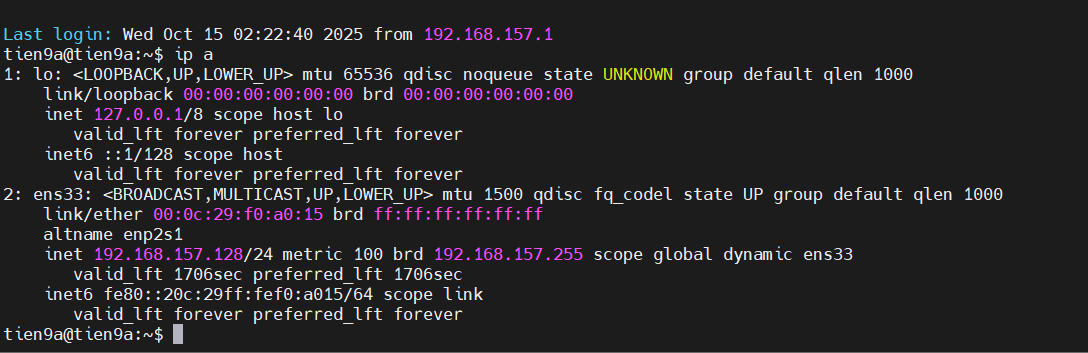 Last login: Wed Oct 15 02:22:40 2025 from 192.168.157.1
tien9a@tien9a:~$ ip a
1: lo: <LOOPBACK,UP,LOWER_UP> mtu 65536 qdisc noqueue state UNKNOWN group default qlen 1000
    link/loopback 00:00:00:00:00:00 brd 00:00:00:00:00:00
    inet 127.0.0.1/8 scope host lo
       valid_lft forever preferred_lft forever
    inet6 ::1/128 scope host
       valid_lft forever preferred_lft forever
2: ens33: <BROADCAST,MULTICAST,UP,LOWER_UP> mtu 1500 qdisc fq_codel state UP group default qlen 1000
    link/ether 00:0c:29:f0:a0:15 brd ff:ff:ff:ff:ff:ff
    altname enp2s1
    inet 192.168.157.128/24 metric 100 brd 192.168.157.255 scope global dynamic ens33
       valid_lft 1706sec preferred_lft 1706sec
    inet6 fe80::20c:29ff:fef0:a015/64 scope link
       valid_lft forever preferred_lft forever
tien9a@tien9a:~$